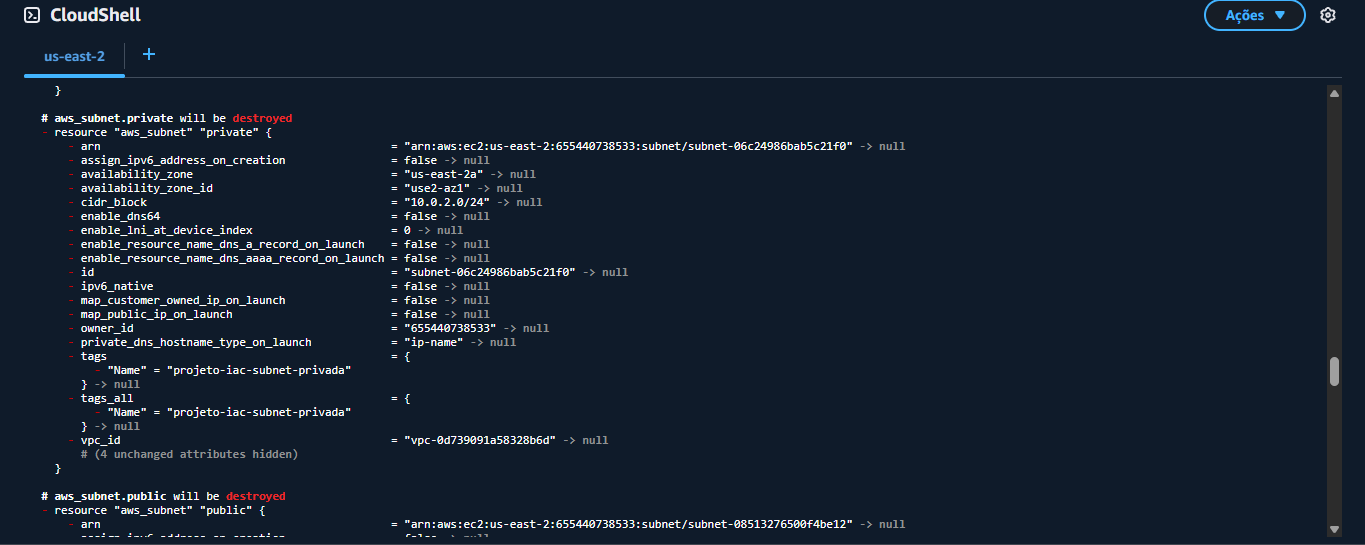 CloudShell
Ações
us-east-2
+
}
# aws_subnet.private will be destroyed
- resource "aws_subnet" "private" {
- arn = "arn:aws:ec2:us-east-2:655440738533:subnet/subnet-06c24986bab5c21f0" -> null
- assign_ipv6_address_on_creation = false -> null
- availability_zone = "us-east-2a" -> null
- availability_zone_id = "use2-az1" -> null
- cidr_block = "10.0.2.0/24" -> null
- enable_dns64 = false -> null
- enable_lni_at_device_index = 0 -> null
- enable_resource_name_dns_a_record_on_launch = false -> null
- enable_resource_name_dns_aaaa_record_on_launch = false -> null
- id = "subnet-06c24986bab5c21f0" -> null
- ipv6_native = false -> null
- map_customer_owned_ip_on_launch = false -> null
- map_public_ip_on_launch = false -> null
- owner_id = "655440738533" -> null
- private_dns_hostname_type_on_launch = "ip-name" -> null
- tags = {
- "Name" = "projeto-iac-subnet-privada"
} -> null
- tags_all = {
- "Name" = "projeto-iac-subnet-privada"
} -> null
- vpc_id = "vpc-0d739091a58328b6d" -> null
# (4 unchanged attributes hidden)
}
# aws_subnet.public will be destroyed
- resource "aws_subnet" "public" {
- arn = "arn:aws:ec2:us-east-2:655440738533:subnet/subnet-08513276500f4be12" -> null